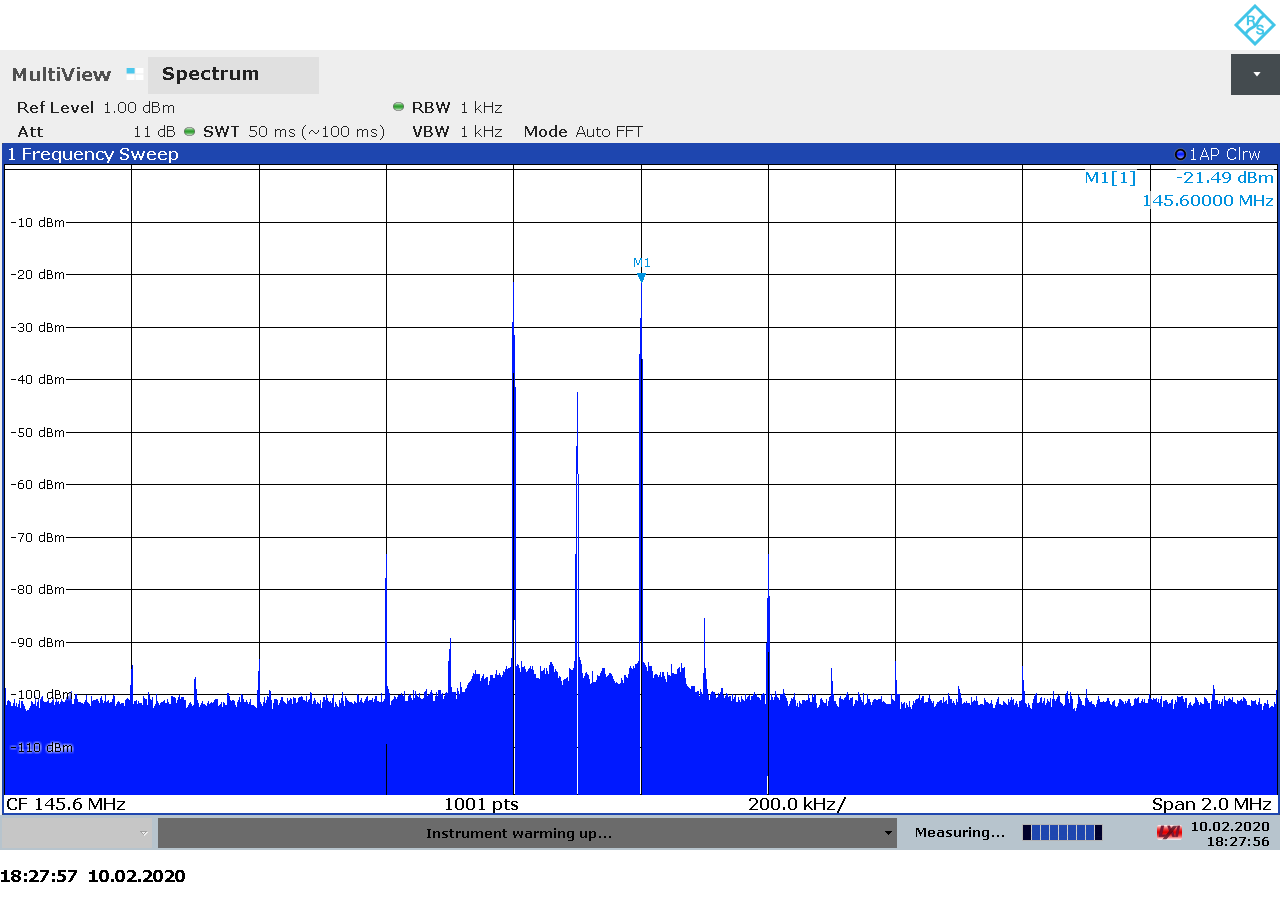 R S
MultiView Spectrum
Ref Level 1.00 dBm RBW 1 kHz
Att 11 dB SWT 50 ms (~100 ms) VBW 1 kHz Mode Auto FFT
1 Frequency Sweep 1AP Clrw
M1[1] -21.49 dBm
145.60000 MHz
-10 dBm
M1
-20 dBm
-30 dBm
-40 dBm
-50 dBm
-60 dBm
-70 dBm
-80 dBm
-90 dBm
-100 dBm
-110 dBm
CF 145.6 MHz 1001 pts 200.0 kHz/ Span 2.0 MHz
Instrument warming up... Measuring... LXI 10.02.2020
18:27:56
18:27:57 10.02.2020